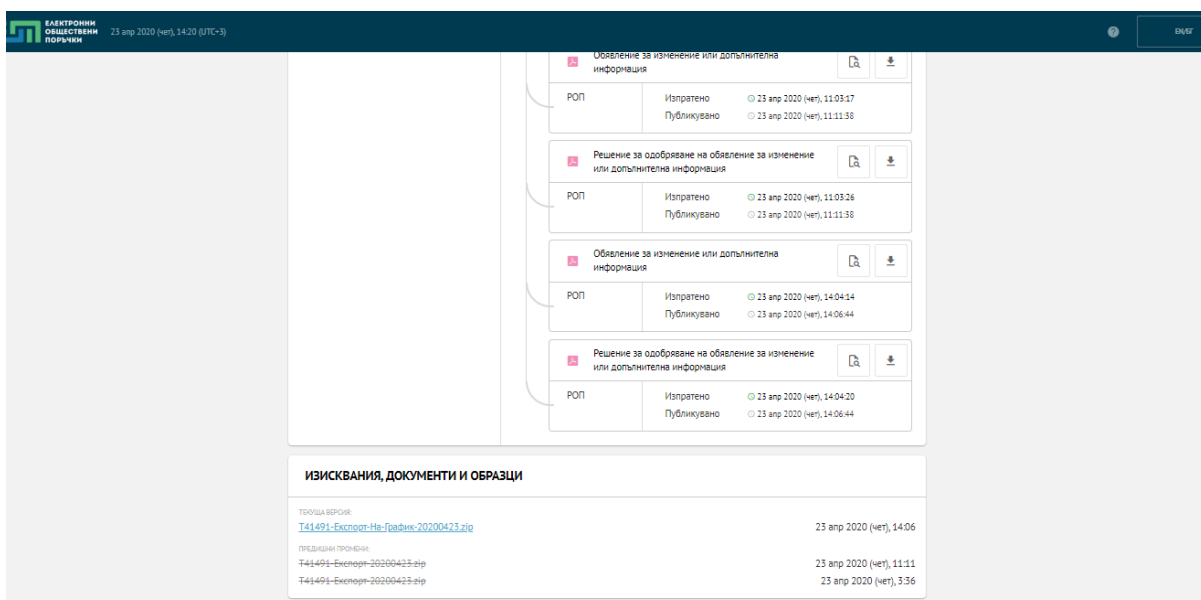 ЕЛЕКТРОННИ
ОБЩЕСТВЕНИ
ПОРЪЧКИ
23 апр 2020 (чет), 14:20 (UTC+3)
Обявление за изменение или допълнителна
информация
РОП
Изпратено 23 апр 2020 (чет), 11:03:17
Публикувано 23 апр 2020 (чет), 11:11:38
Решение за одобряване на обявление за изменение
или допълнителна информация
РОП
Изпратено 23 апр 2020 (чет), 11:03:26
Публикувано 23 апр 2020 (чет), 11:11:38
Обявление за изменение или допълнителна
информация
РОП
Изпратено 23 апр 2020 (чет), 14:04:14
Публикувано 23 апр 2020 (чет), 14:06:44
Решение за одобряване на обявление за изменение
или допълнителна информация
РОП
Изпратено 23 апр 2020 (чет), 14:04:20
Публикувано 23 апр 2020 (чет), 14:06:44
ИЗИСКВАНИЯ, ДОКУМЕНТИ И ОБРАЗЦИ
ТЕКУЩА ВЕРСИЯ:
Т41491-Експорт-На-График-20200423.zip 23 апр 2020 (чет), 14:06
ПРЕДИШНИ ПРОМЕНИ:
Т41491-Експорт-20200423.zip 23 апр 2020 (чет), 11:11
Т41491-Експорт-20200423.zip 23 апр 2020 (чет), 3:36